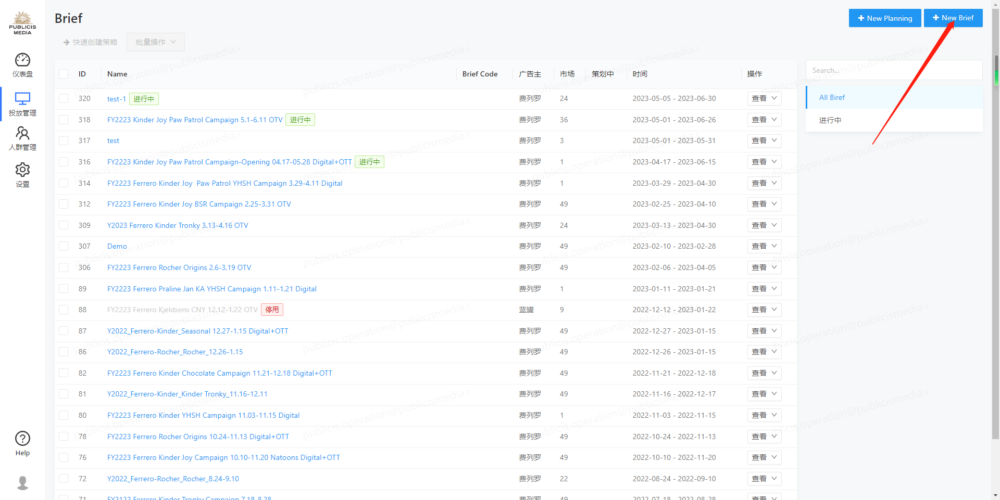 PUBLICIS
MEDIA
仪表盘
投放管理
人群管理
设置
Help
Brief
New Planning
New Brief
快速创建策略
批量操作
ID Name Brief Code 广告主 市场 策划中 时间 操作
320 test-1 进行中 费列罗 24 2023-05-05 - 2023-06-30 查看
318 FY2223 Kinder Joy Paw Patrol Campaign 5.1-6.11 OTV 进行中 费列罗 36 2023-05-01 - 2023-06-26 查看
317 test 费列罗 3 2023-05-01 - 2023-05-31 查看
316 FY2223 Kinder Joy Paw Patrol Campaign-Opening 04.17-05.28 Digital+OTT 进行中 费列罗 1 2023-04-17 - 2023-06-15 查看
314 FY2223 Ferrero Kinder Joy  Paw Patrol YHSH Campaign 3.29-4.11 Digital 费列罗 1 2023-03-29 - 2023-04-30 查看
312 FY2223 Ferrero Kinder Joy BSR Campaign 2.25-3.31 OTV 费列罗 49 2023-02-25 - 2023-04-10 查看
309 Y2023 Ferrero Kinder Tronky 3.13-4.16 OTV 费列罗 24 2023-03-13 - 2023-04-30 查看
307 Demo 费列罗 49 2023-02-10 - 2023-02-28 查看
306 FY2223 Ferrero Rocher Origins 2.6-3.19 OTV 费列罗 49 2023-02-06 - 2023-04-05 查看
89 FY2223 Ferrero Praline Jan KA YHSH Campaign 1.11-1.21 Digital 费列罗 1 2023-01-11 - 2023-01-21 查看
88 FY2223 Ferrero Kjeldsens CNY 12.12-1.22 OTV 停用 蓝罐 9 2022-12-12 - 2023-01-22 查看
87 Y2022_Ferrero-Kinder_Seasonal 12.27-1.15 Digital+OTT 费列罗 49 2022-12-27 - 2023-01-15 查看
86 Y2022_Ferrero-Rocher_Rocher_12.26-1.15 费列罗 49 2022-12-26 - 2023-01-15 查看
82 FY2223 Ferrero Kinder Chocolate Campaign 11.21-12.18 Digital+OTT 费列罗 49 2022-11-21 - 2022-12-18 查看
81 Y2022_Ferrero-Kinder_Kinder Tronky_11.16-12.11 费列罗 49 2022-11-16 - 2022-12-17 查看
80 FY2223 Ferrero Kinder YHSH Campaign 11.03-11.15 Digital 费列罗 1 2022-11-03 - 2022-11-15 查看
78 FY2223 Ferrero Rocher Origins 10.24-11.13 Digital+OTT 费列罗 49 2022-10-24 - 2022-11-13 查看
76 FY2223 Ferrero Kinder Joy Campaign 10.10-11.20 Natoons Digital+OTT 费列罗 49 2022-10-10 - 2022-11-20 查看
72 Y2022_Ferrero-Rocher_Rocher_8.24-9.10 费列罗 22 2022-08-24 - 2022-09-10 查看
71 FY2122 Ferrero Kinder Tronky Campaign 7.18-8.28 费列罗 49 2022-07-18 - 2022-08-28 查看
Search...
All Biref
进行中
publicis.operation@publicismedia.c